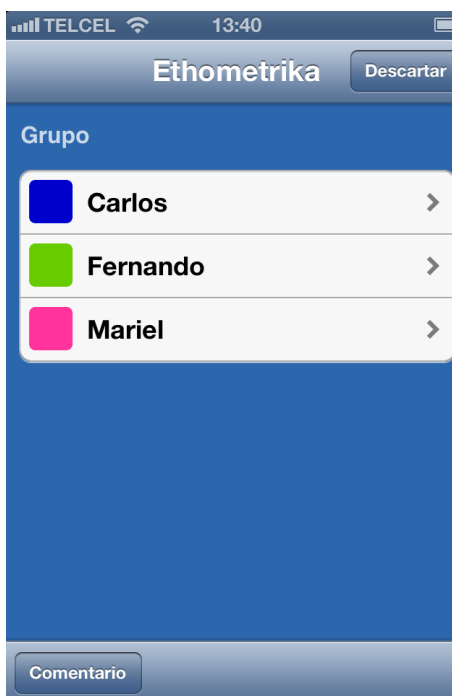 TELCEL 13:40
Ethometrika Descartar
Grupo
Carlos
Fernando
Mariel
Comentario